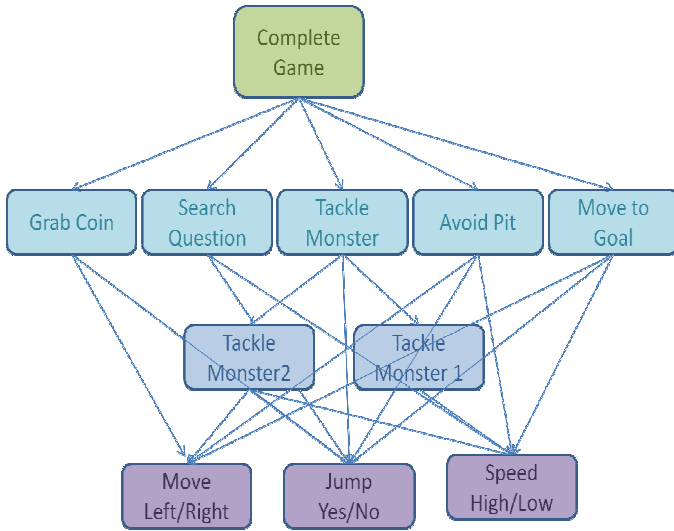 Complete
Game
Grab Coin
Search
Question
Tackle
Monster
Avoid Pit
Move to
Goal
Tackle
Monster2
Tackle
Monster 1
Move
Left/Right
Jump
Yes/No
Speed
High/Low